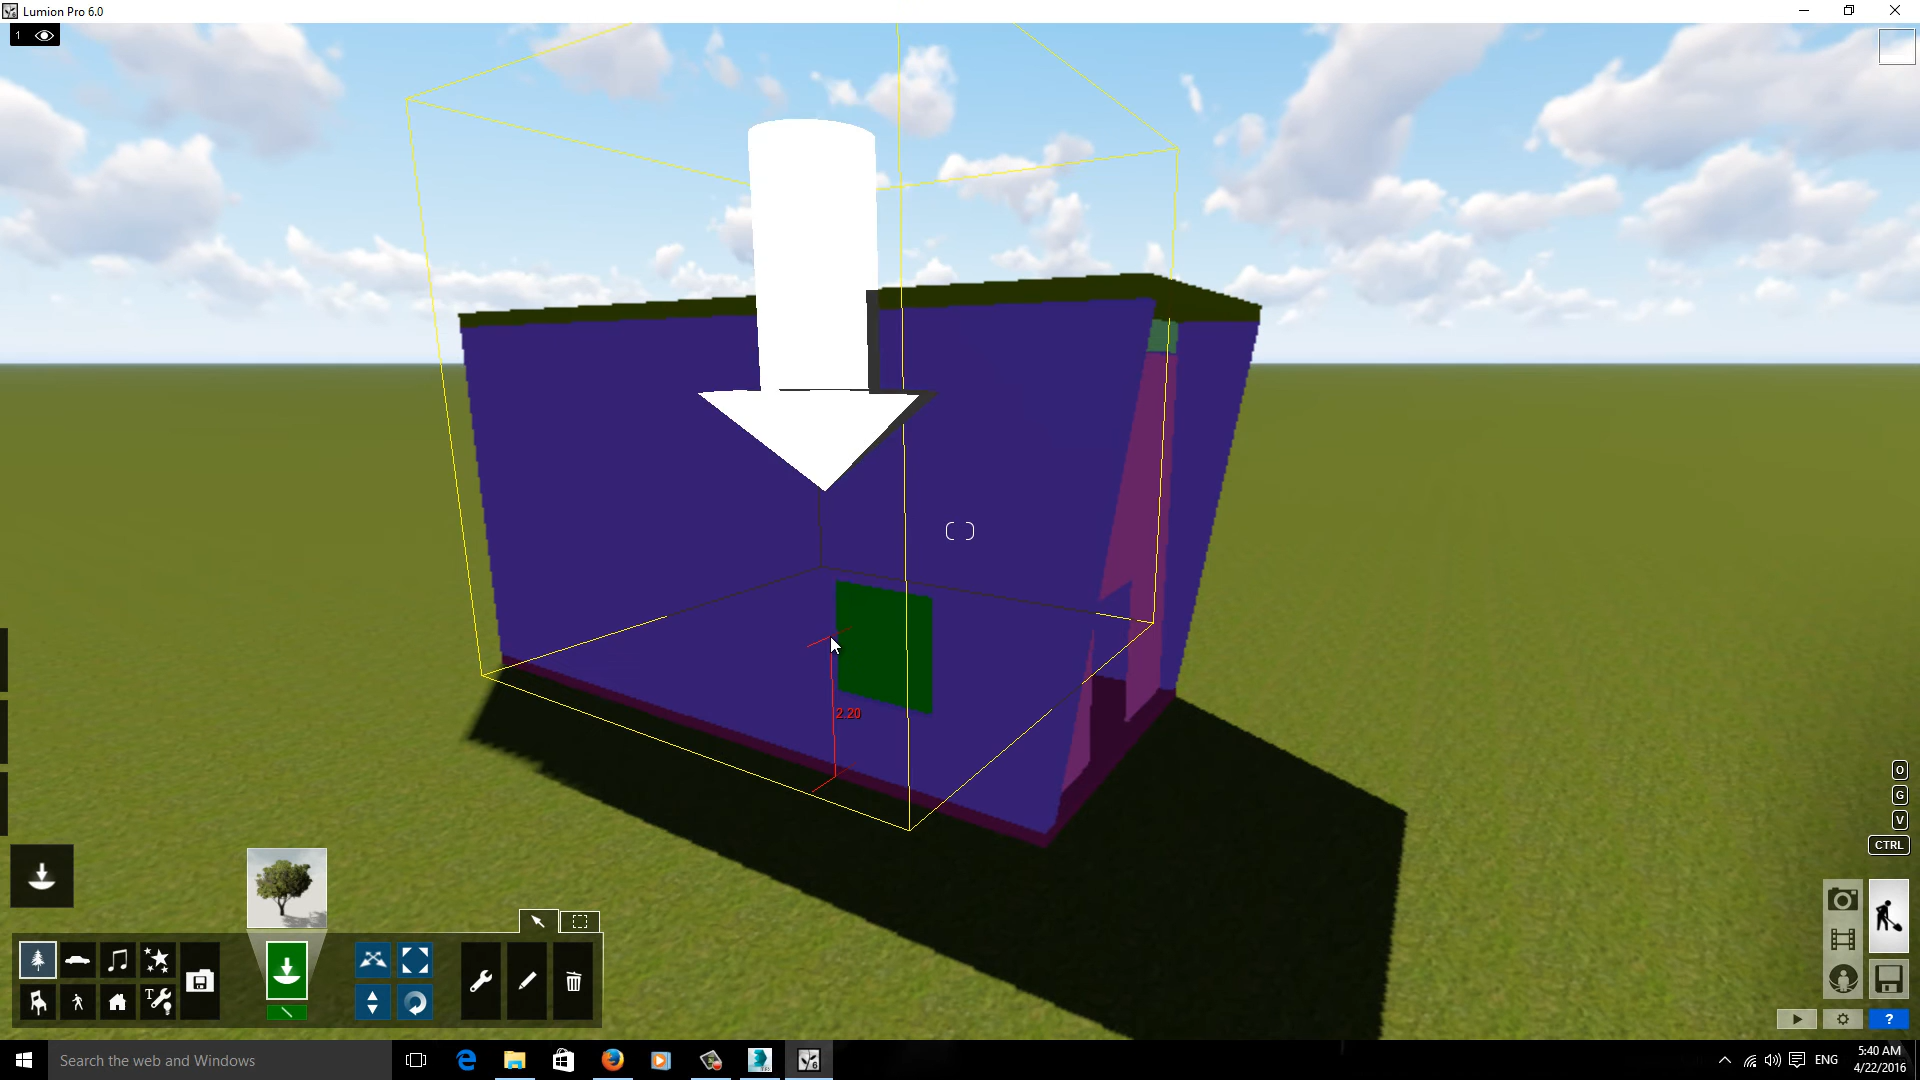 Lumion Pro 6.0
1
2.20
O
G
V
CTRL
T
?
Search the web and Windows
6
ENG
5:40 AM
4/22/2016